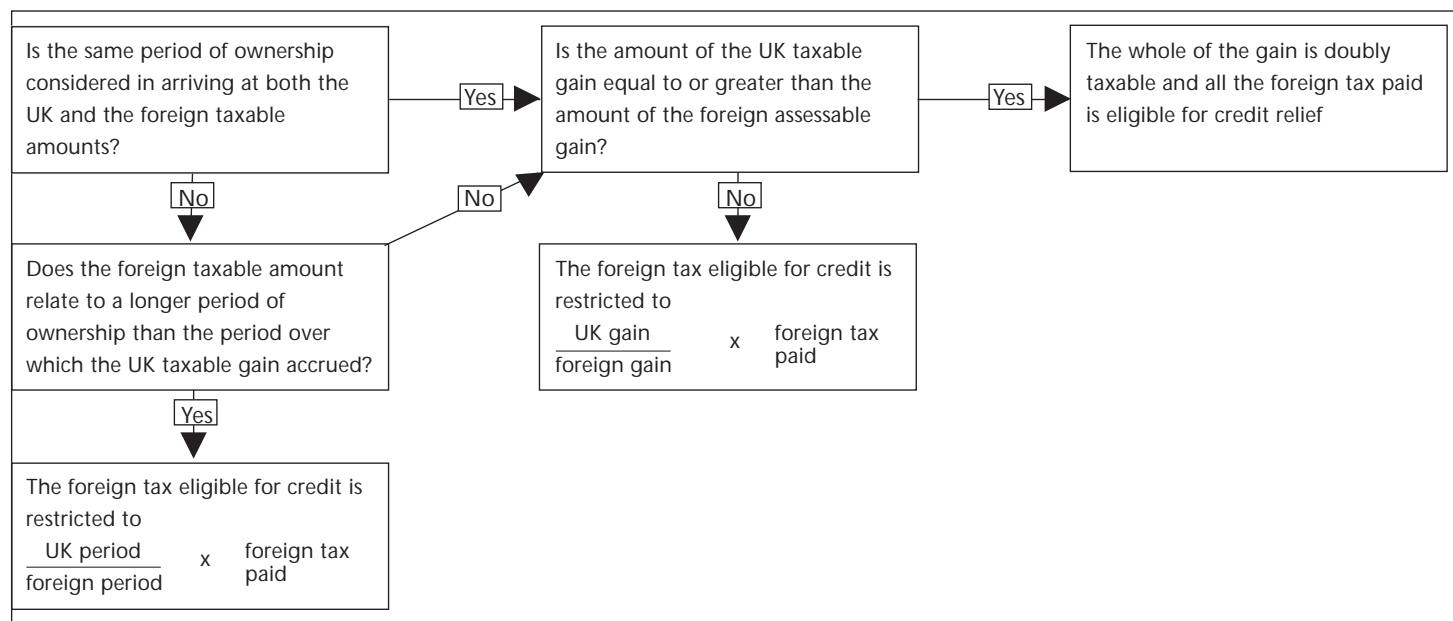 Is the same period of ownership
considered in arriving at both the
UK and the foreign taxable
amounts?
Yes
Is the amount of the UK taxable
gain equal to or greater than the
amount of the foreign assessable
gain?
Yes
The whole of the gain is doubly
taxable and all the foreign tax paid
is eligible for credit relief
No
No
No
Does the foreign taxable amount
relate to a longer period of
ownership than the period over
which the UK taxable gain accrued?
The foreign tax eligible for credit is
restricted to
UK gain
foreign gain
x
foreign tax
paid
Yes
The foreign tax eligible for credit is
restricted to
UK period
foreign period
x
foreign tax
paid